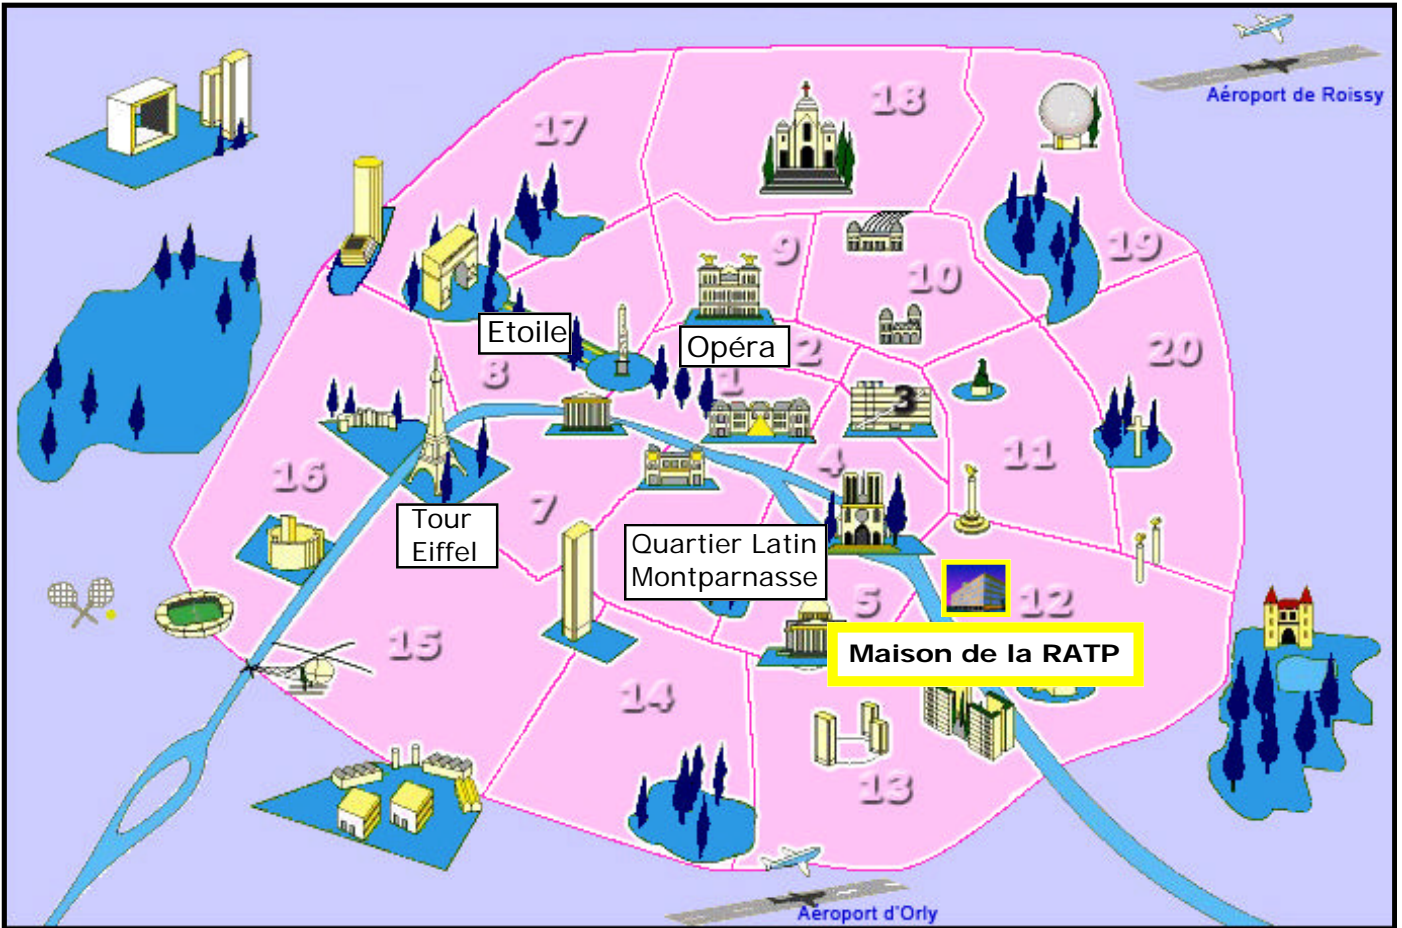 Aéroport de Roissy
18
17
19
9
10
Etoile
Opéra
2
20
8
1
3
11
4
16
7
Tour
Eiffel
Quartier Latin
Montparnasse
5
12
15
Maison de la RATP
14
13
Aéroport d'Orly